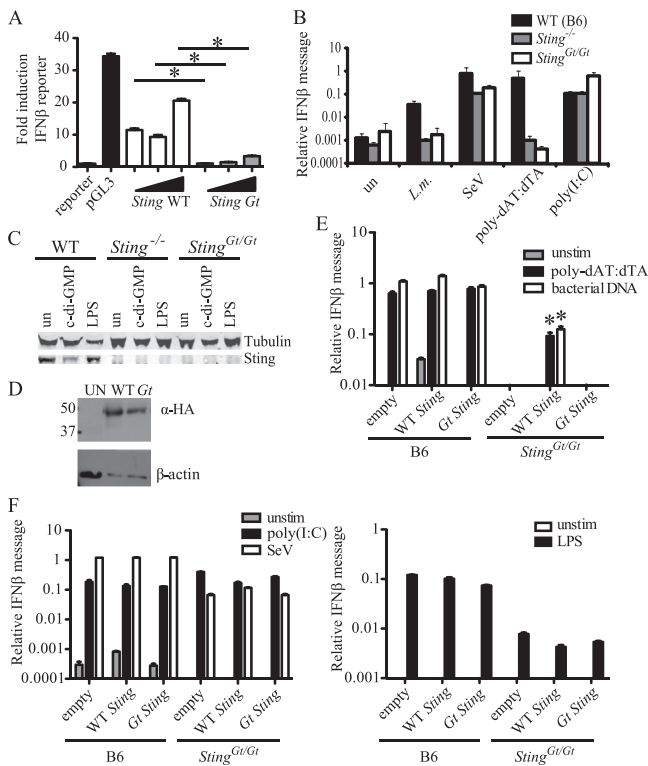 A
Fold induction
IFNβ reporter
40
30
20
10
0
*
*
*
reporter
pGL3
Sting WT
Sting Gt
B
WT (B6)
Sting-/-
StingGt/Gt
Relative IFNβ message
10
1
0.1
0.01
0.001
0.0001
un
L.m.
SeV
poly-dAT:dTA
poly(I:C)
C
WT
Sting-/-
StingGt/Gt
un
c-di-GMP
LPS
un
c-di-GMP
LPS
un
c-di-GMP
LPS
Tubulin
Sting
D
UN WT Gt
50
37
α-HA
β-actin
E
unstim
poly-dAT:dTA
bacterial DNA
Relative IFNβ message
10
1
0.1
0.01
**
empty
WT Sting
Gt Sting
empty
WT Sting
Gt Sting
B6
StingGt/Gt
F
unstim
poly(I:C)
SeV
Relative IFNβ message
10
1
0.1
0.01
0.001
0.0001
empty
WT Sting
Gt Sting
empty
WT Sting
Gt Sting
B6
StingGt/Gt
unstim
LPS
Relative IFNβ message
1
0.1
0.01
0.001
empty
WT Sting
Gt Sting
empty
WT Sting
Gt Sting
B6
StingGt/Gt